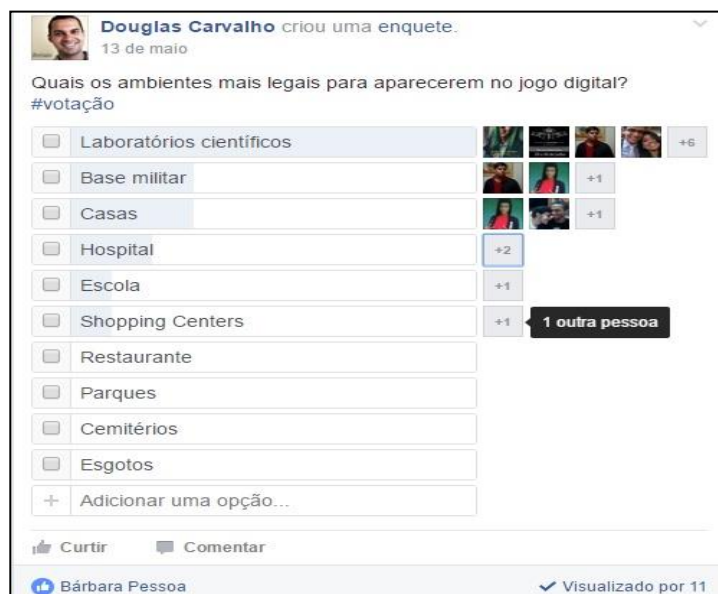 Douglas Carvalho criou uma enquete.
13 de maio
Quais os ambientes mais legais para aparecerem no jogo digital?
#votação
Laboratórios científicos +6
Base militar +1
Casas +1
Hospital +2
Escola +1
Shopping Centers +1 1 outra pessoa
Restaurante
Parques
Cemitérios
Esgotos
+ Adicionar uma opção...
Curtir Comentar
Bárbara Pessoa ✓ Visualizado por 11